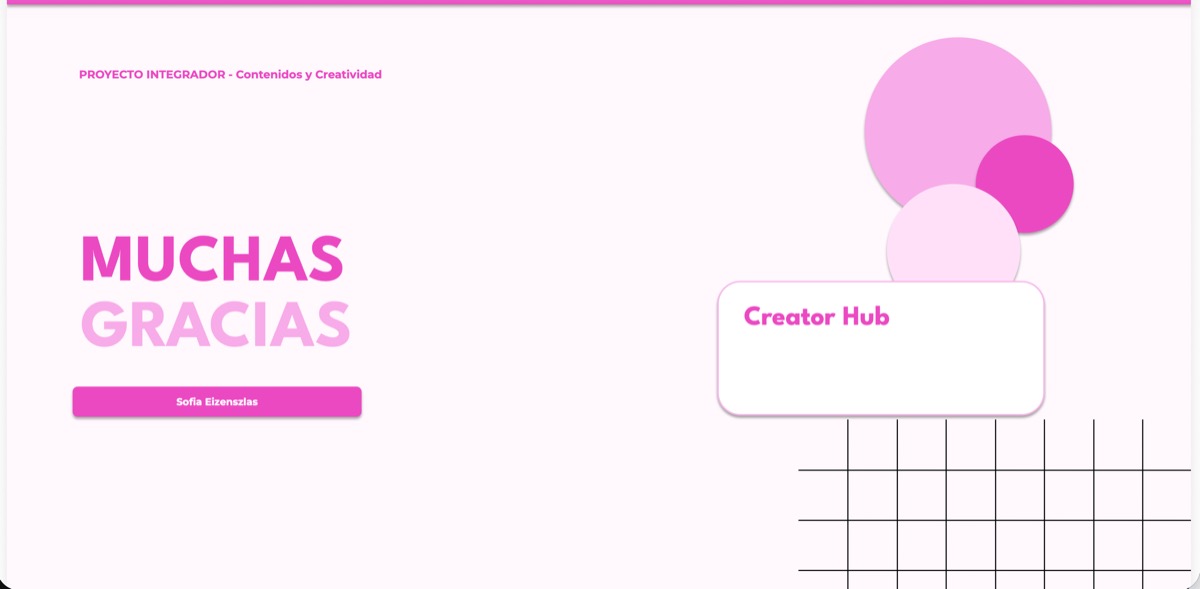 PROYECTO INTEGRADOR - Contenidos y Creatividad
MUCHAS
GRACIAS
Sofia Eizenszlas
Creator Hub